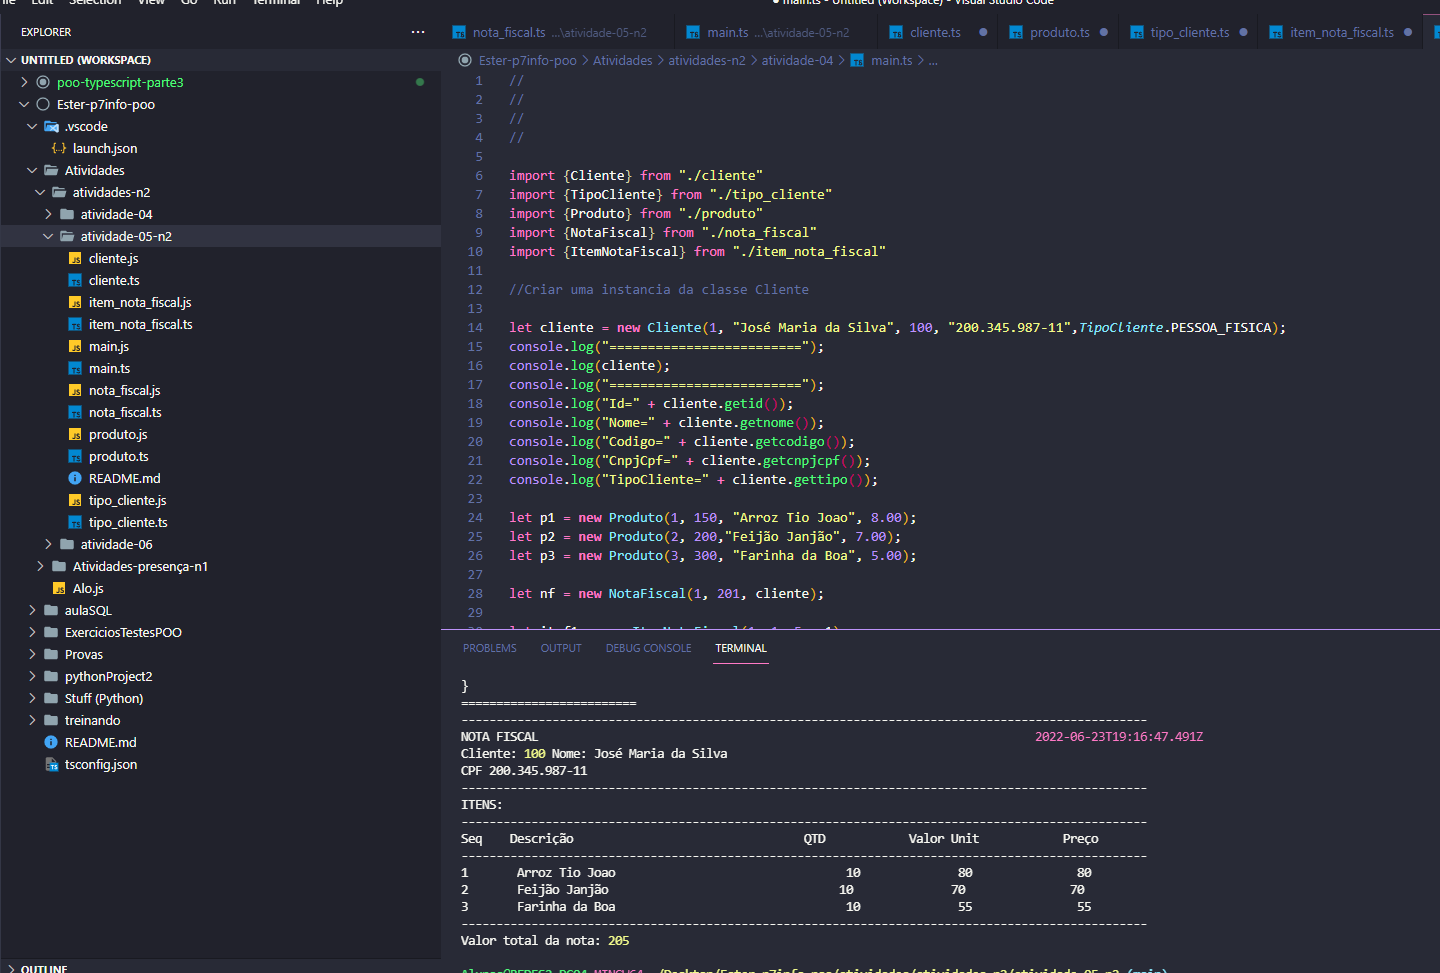 File Edit Selection View Go Run Terminal Help
● main.ts - Untitled (Workspace) - Visual Studio Code
EXPLORER ...
UNTITLED (WORKSPACE)
poo-typescript-parte3
Ester-p7info-poo
.vscode
launch.json
Atividades
atividades-n2
atividade-04
atividade-05-n2
cliente.js
cliente.ts
item_nota_fiscal.js
item_nota_fiscal.ts
main.js
main.ts
nota_fiscal.js
nota_fiscal.ts
produto.js
produto.ts
README.md
tipo_cliente.js
tipo_cliente.ts
atividade-06
Atividades-presença-n1
Alo.js
aulaSQL
ExerciciosTestesPOO
Provas
pythonProject2
Stuff (Python)
treinando
README.md
tsconfig.json
OUTLINE
nota_fiscal.ts ...\atividade-05-n2 main.ts ...\atividade-05-n2 cliente.ts ● produto.ts ● tipo_cliente.ts ● item_nota_fiscal.ts ●
Ester-p7info-poo > Atividades > atividades-n2 > atividade-04 > main.ts > ...
1 //
2 //
3 //
4 //
5
6 import {Cliente} from "./cliente"
7 import {TipoCliente} from "./tipo_cliente"
8 import {Produto} from "./produto"
9 import {NotaFiscal} from "./nota_fiscal"
10 import {ItemNotaFiscal} from "./item_nota_fiscal"
11
12 //Criar uma instancia da classe Cliente
13
14 let cliente = new Cliente(1, "José Maria da Silva", 100, "200.345.987-11",TipoCliente.PESSOA_FISICA);
15 console.log("=========================");
16 console.log(cliente);
17 console.log("=========================");
18 console.log("Id=" + cliente.getid());
19 console.log("Nome=" + cliente.getnome());
20 console.log("Codigo=" + cliente.getcodigo());
21 console.log("CnpjCpf=" + cliente.getcnpjcpf());
22 console.log("TipoCliente=" + cliente.gettipo());
23
24 let p1 = new Produto(1, 150, "Arroz Tio Joao", 8.00);
25 let p2 = new Produto(2, 200,"Feijão Janjão", 7.00);
26 let p3 = new Produto(3, 300, "Farinha da Boa", 5.00);
27
28 let nf = new NotaFiscal(1, 201, cliente);
29
PROBLEMS OUTPUT DEBUG CONSOLE TERMINAL
}
=========================
--------------------------------------------------------------------------------------------------
NOTA FISCAL 2022-06-23T19:16:47.491Z
Cliente: 100 Nome: José Maria da Silva
CPF 200.345.987-11
--------------------------------------------------------------------------------------------------
ITENS:
--------------------------------------------------------------------------------------------------
Seq Descrição QTD Valor Unit Preço
--------------------------------------------------------------------------------------------------
1 Arroz Tio Joao 10 80 80
2 Feijão Janjão 10 70 70
3 Farinha da Boa 10 55 55
--------------------------------------------------------------------------------------------------
Valor total da nota: 205